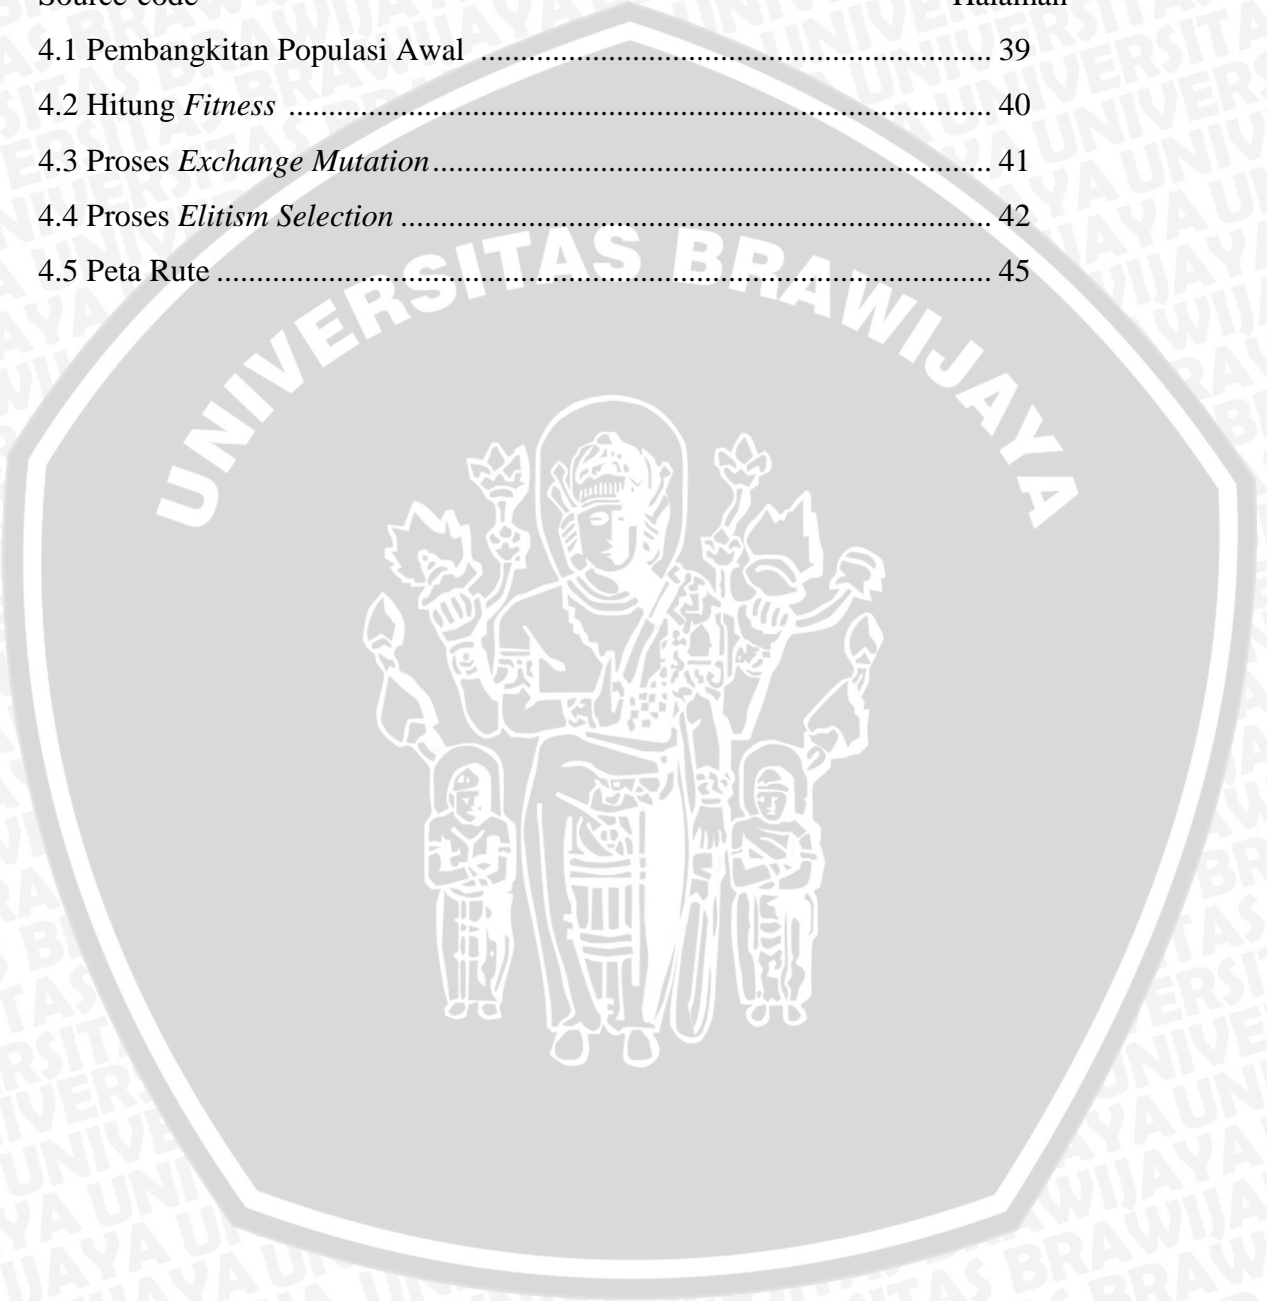 Source code Halaman
4.1 Pembangkitan Populasi Awal ................................................................ 39
4.2 Hitung Fitness ........................................................................................ 40
4.3 Proses Exchange Mutation...................................................................... 41
4.4 Proses Elitism Selection .......................................................................... 42
4.5 Peta Rute ................................................................................................. 45
UNIVERSITAS BRAWIJAYA